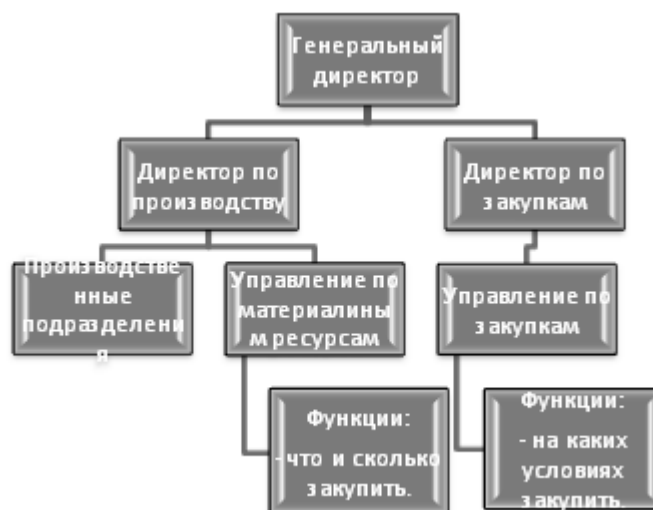 Генеральный
директор
Директор по
производству
Директор по
закупкам
Производстве
нные
подразделени
я
Управление по
материалины
м ресурсам
Управление по
закупкам
Функции:
- что и сколько
закупить.
Функции:
- на каких
условиях
закупить.